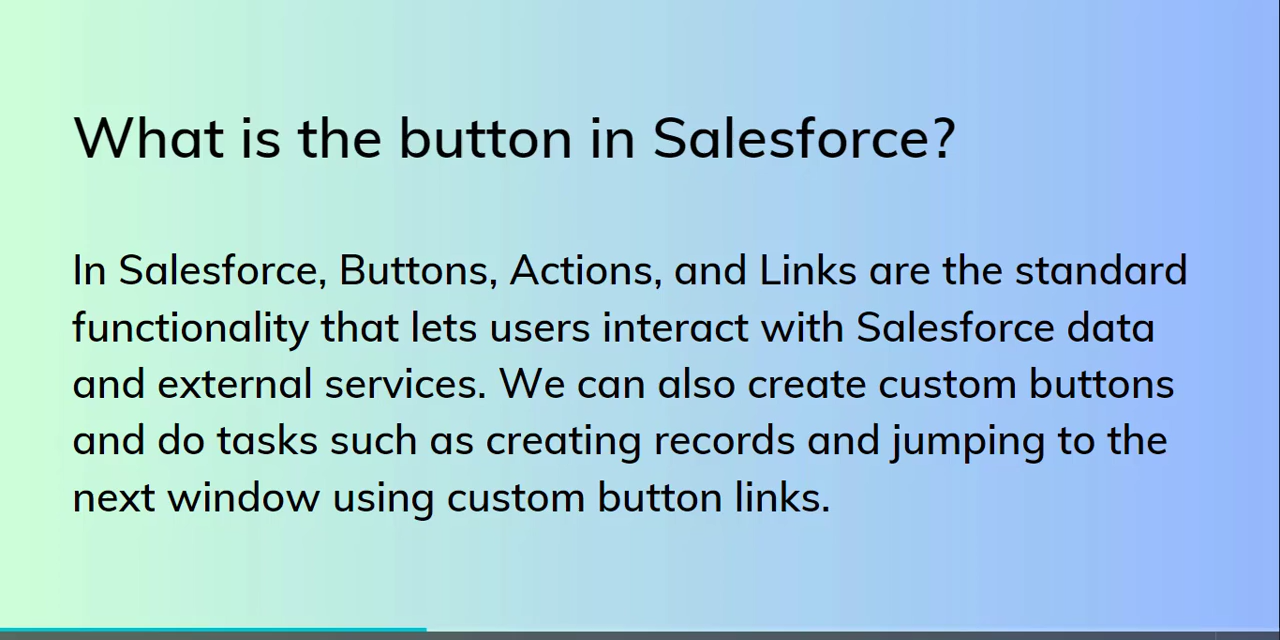 What is the button in Salesforce?
In Salesforce, Buttons, Actions, and Links are the standard
functionality that lets users interact with Salesforce data
and external services. We can also create custom buttons
and do tasks such as creating records and jumping to the
next window using custom button links.